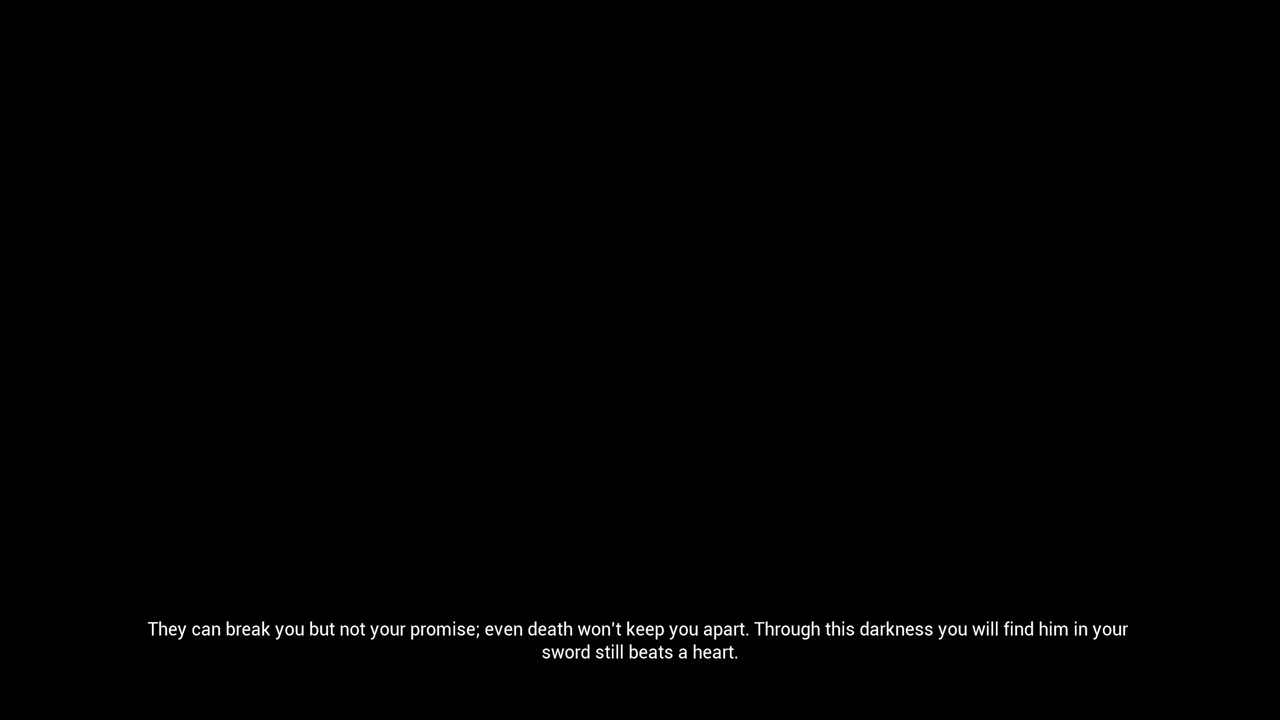 They can break you but not your promise; even death won't keep you apart. Through this darkness you will find him in your
sword still beats a heart.